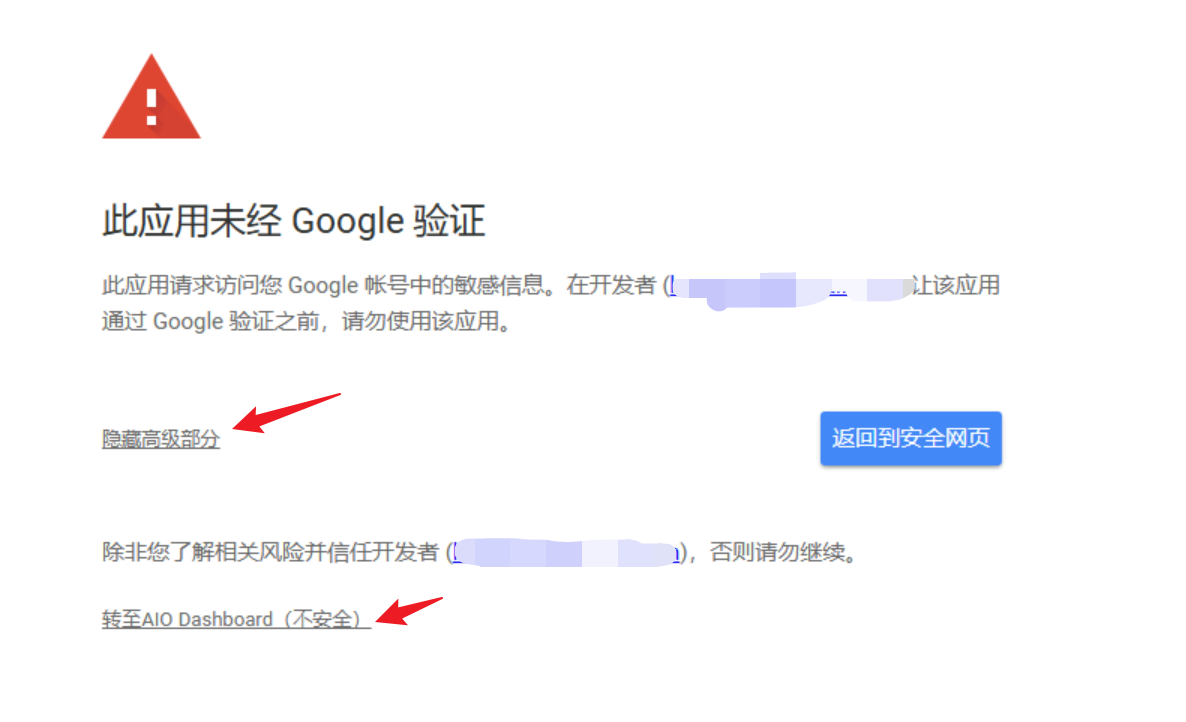 此应用未经 Google 验证
此应用请求访问您 Google 帐号中的敏感信息。在开发者 ( 让该应用
通过 Google 验证之前，请勿使用该应用。
隐藏高级部分
返回到安全网页
除非您了解相关风险并信任开发者 ( )，否则请勿继续。
转至AIO Dashboard（不安全）